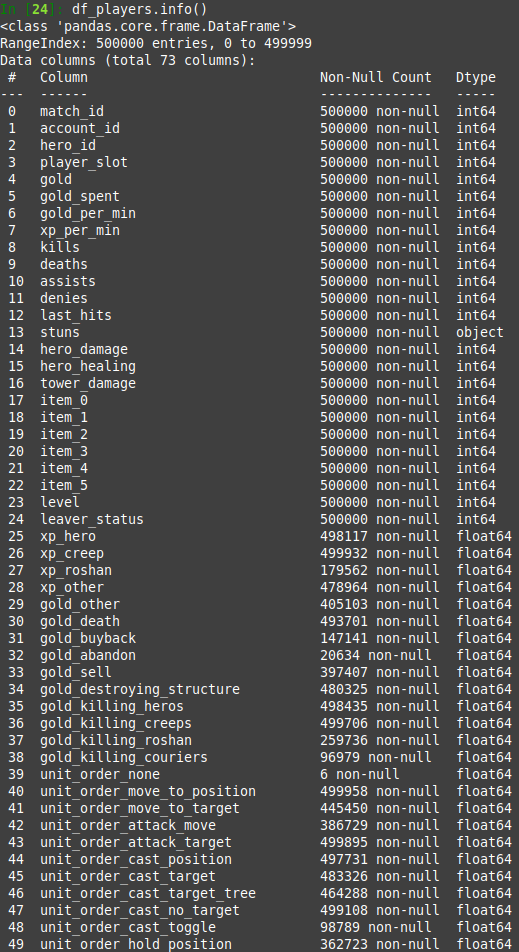 In [24]: df_players.info()
<class 'pandas.core.frame.DataFrame'>
RangeIndex: 500000 entries, 0 to 499999
Data columns (total 73 columns):
 #   Column                       Non-Null Count   Dtype
---  ------                       --------------   -----
 0   match_id                     500000 non-null  int64
 1   account_id                   500000 non-null  int64
 2   hero_id                      500000 non-null  int64
 3   player_slot                  500000 non-null  int64
 4   gold                         500000 non-null  int64
 5   gold_spent                   500000 non-null  int64
 6   gold_per_min                 500000 non-null  int64
 7   xp_per_min                   500000 non-null  int64
 8   kills                        500000 non-null  int64
 9   deaths                       500000 non-null  int64
 10  assists                      500000 non-null  int64
 11  denies                       500000 non-null  int64
 12  last_hits                    500000 non-null  int64
 13  stuns                        500000 non-null  object
 14  hero_damage                  500000 non-null  int64
 15  hero_healing                 500000 non-null  int64
 16  tower_damage                 500000 non-null  int64
 17  item_0                       500000 non-null  int64
 18  item_1                       500000 non-null  int64
 19  item_2                       500000 non-null  int64
 20  item_3                       500000 non-null  int64
 21  item_4                       500000 non-null  int64
 22  item_5                       500000 non-null  int64
 23  level                        500000 non-null  int64
 24  leaver_status                500000 non-null  int64
 25  xp_hero                      498117 non-null  float64
 26  xp_creep                     499932 non-null  float64
 27  xp_roshan                    179562 non-null  float64
 28  xp_other                     478964 non-null  float64
 29  gold_other                   405103 non-null  float64
 30  gold_death                   493701 non-null  float64
 31  gold_buyback                 147141 non-null  float64
 32  gold_abandon                 20634 non-null   float64
 33  gold_sell                    397407 non-null  float64
 34  gold_destroying_structure    480325 non-null  float64
 35  gold_killing_heros           498435 non-null  float64
 36  gold_killing_creeps          499706 non-null  float64
 37  gold_killing_roshan          259736 non-null  float64
 38  gold_killing_couriers        96979 non-null   float64
 39  unit_order_none              6 non-null       float64
 40  unit_order_move_to_position  499958 non-null  float64
 41  unit_order_move_to_target    445450 non-null  float64
 42  unit_order_attack_move       386729 non-null  float64
 43  unit_order_attack_target     499895 non-null  float64
 44  unit_order_cast_position     497731 non-null  float64
 45  unit_order_cast_target       483326 non-null  float64
 46  unit_order_cast_target_tree  464288 non-null  float64
 47  unit_order_cast_no_target    499108 non-null  float64
 48  unit_order_cast_toggle       98789 non-null   float64
 49  unit_order_hold_position     362723 non-null  float64